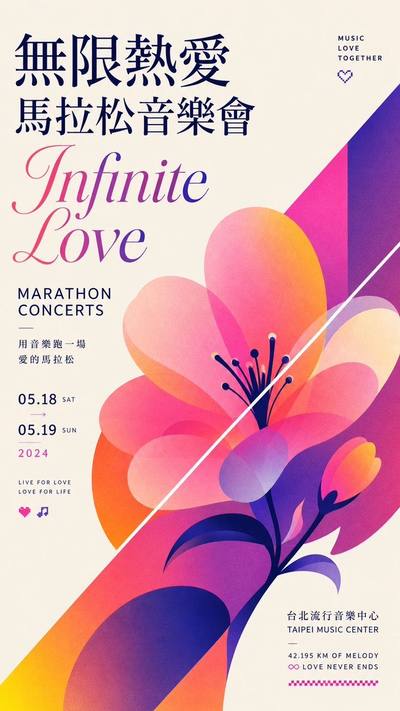 無限熱愛
馬拉松音樂會
Infinite
Love
MARATHON
CONCERTS
用音樂跑一場
愛的馬拉松
05.18 SAT
→
05.19 SUN
2024
LIVE FOR LOVE
LOVE FOR LIFE
MUSIC
LOVE
TOGETHER
台北流行音樂中心
TAIPEI MUSIC CENTER
42.195 KM OF MELODY
∞ LOVE NEVER ENDS